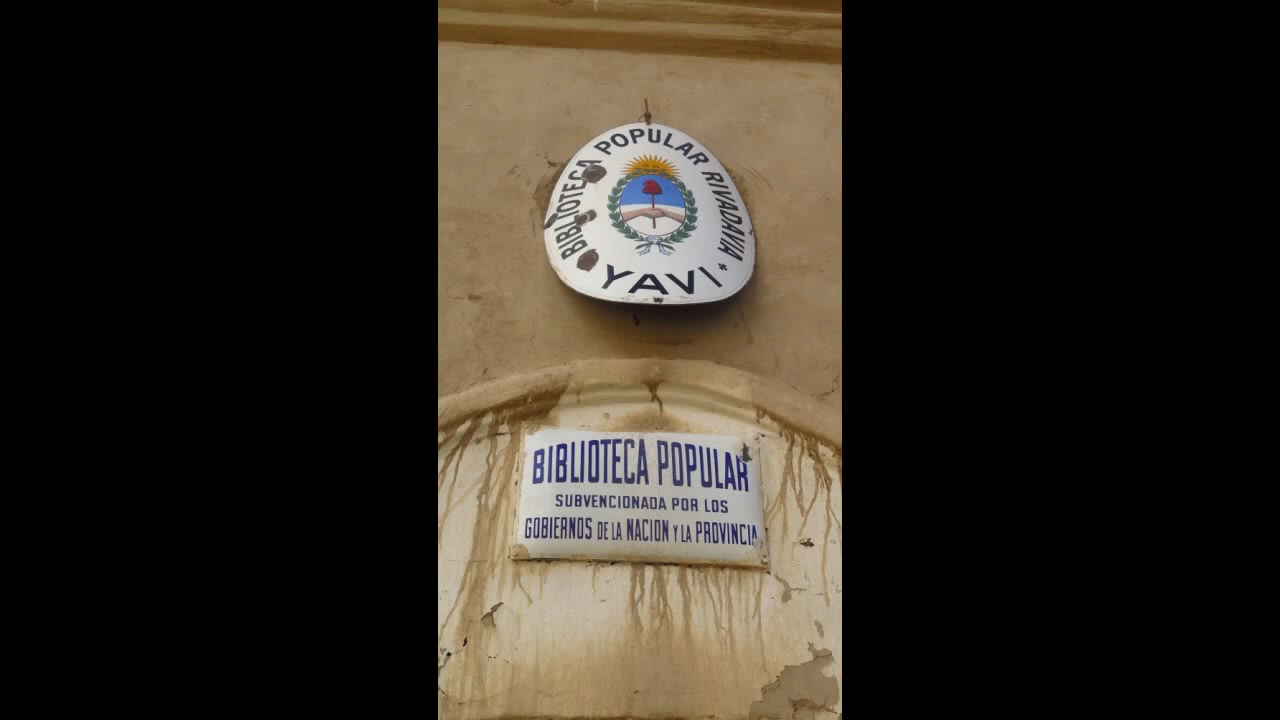 BIBLIOTECA POPULAR RIVADAVIA
YAVI
BIBLIOTECA POPULAR
SUBVENCIONADA POR LOS
GOBIERNOS DE LA NACION Y LA PROVINCIA